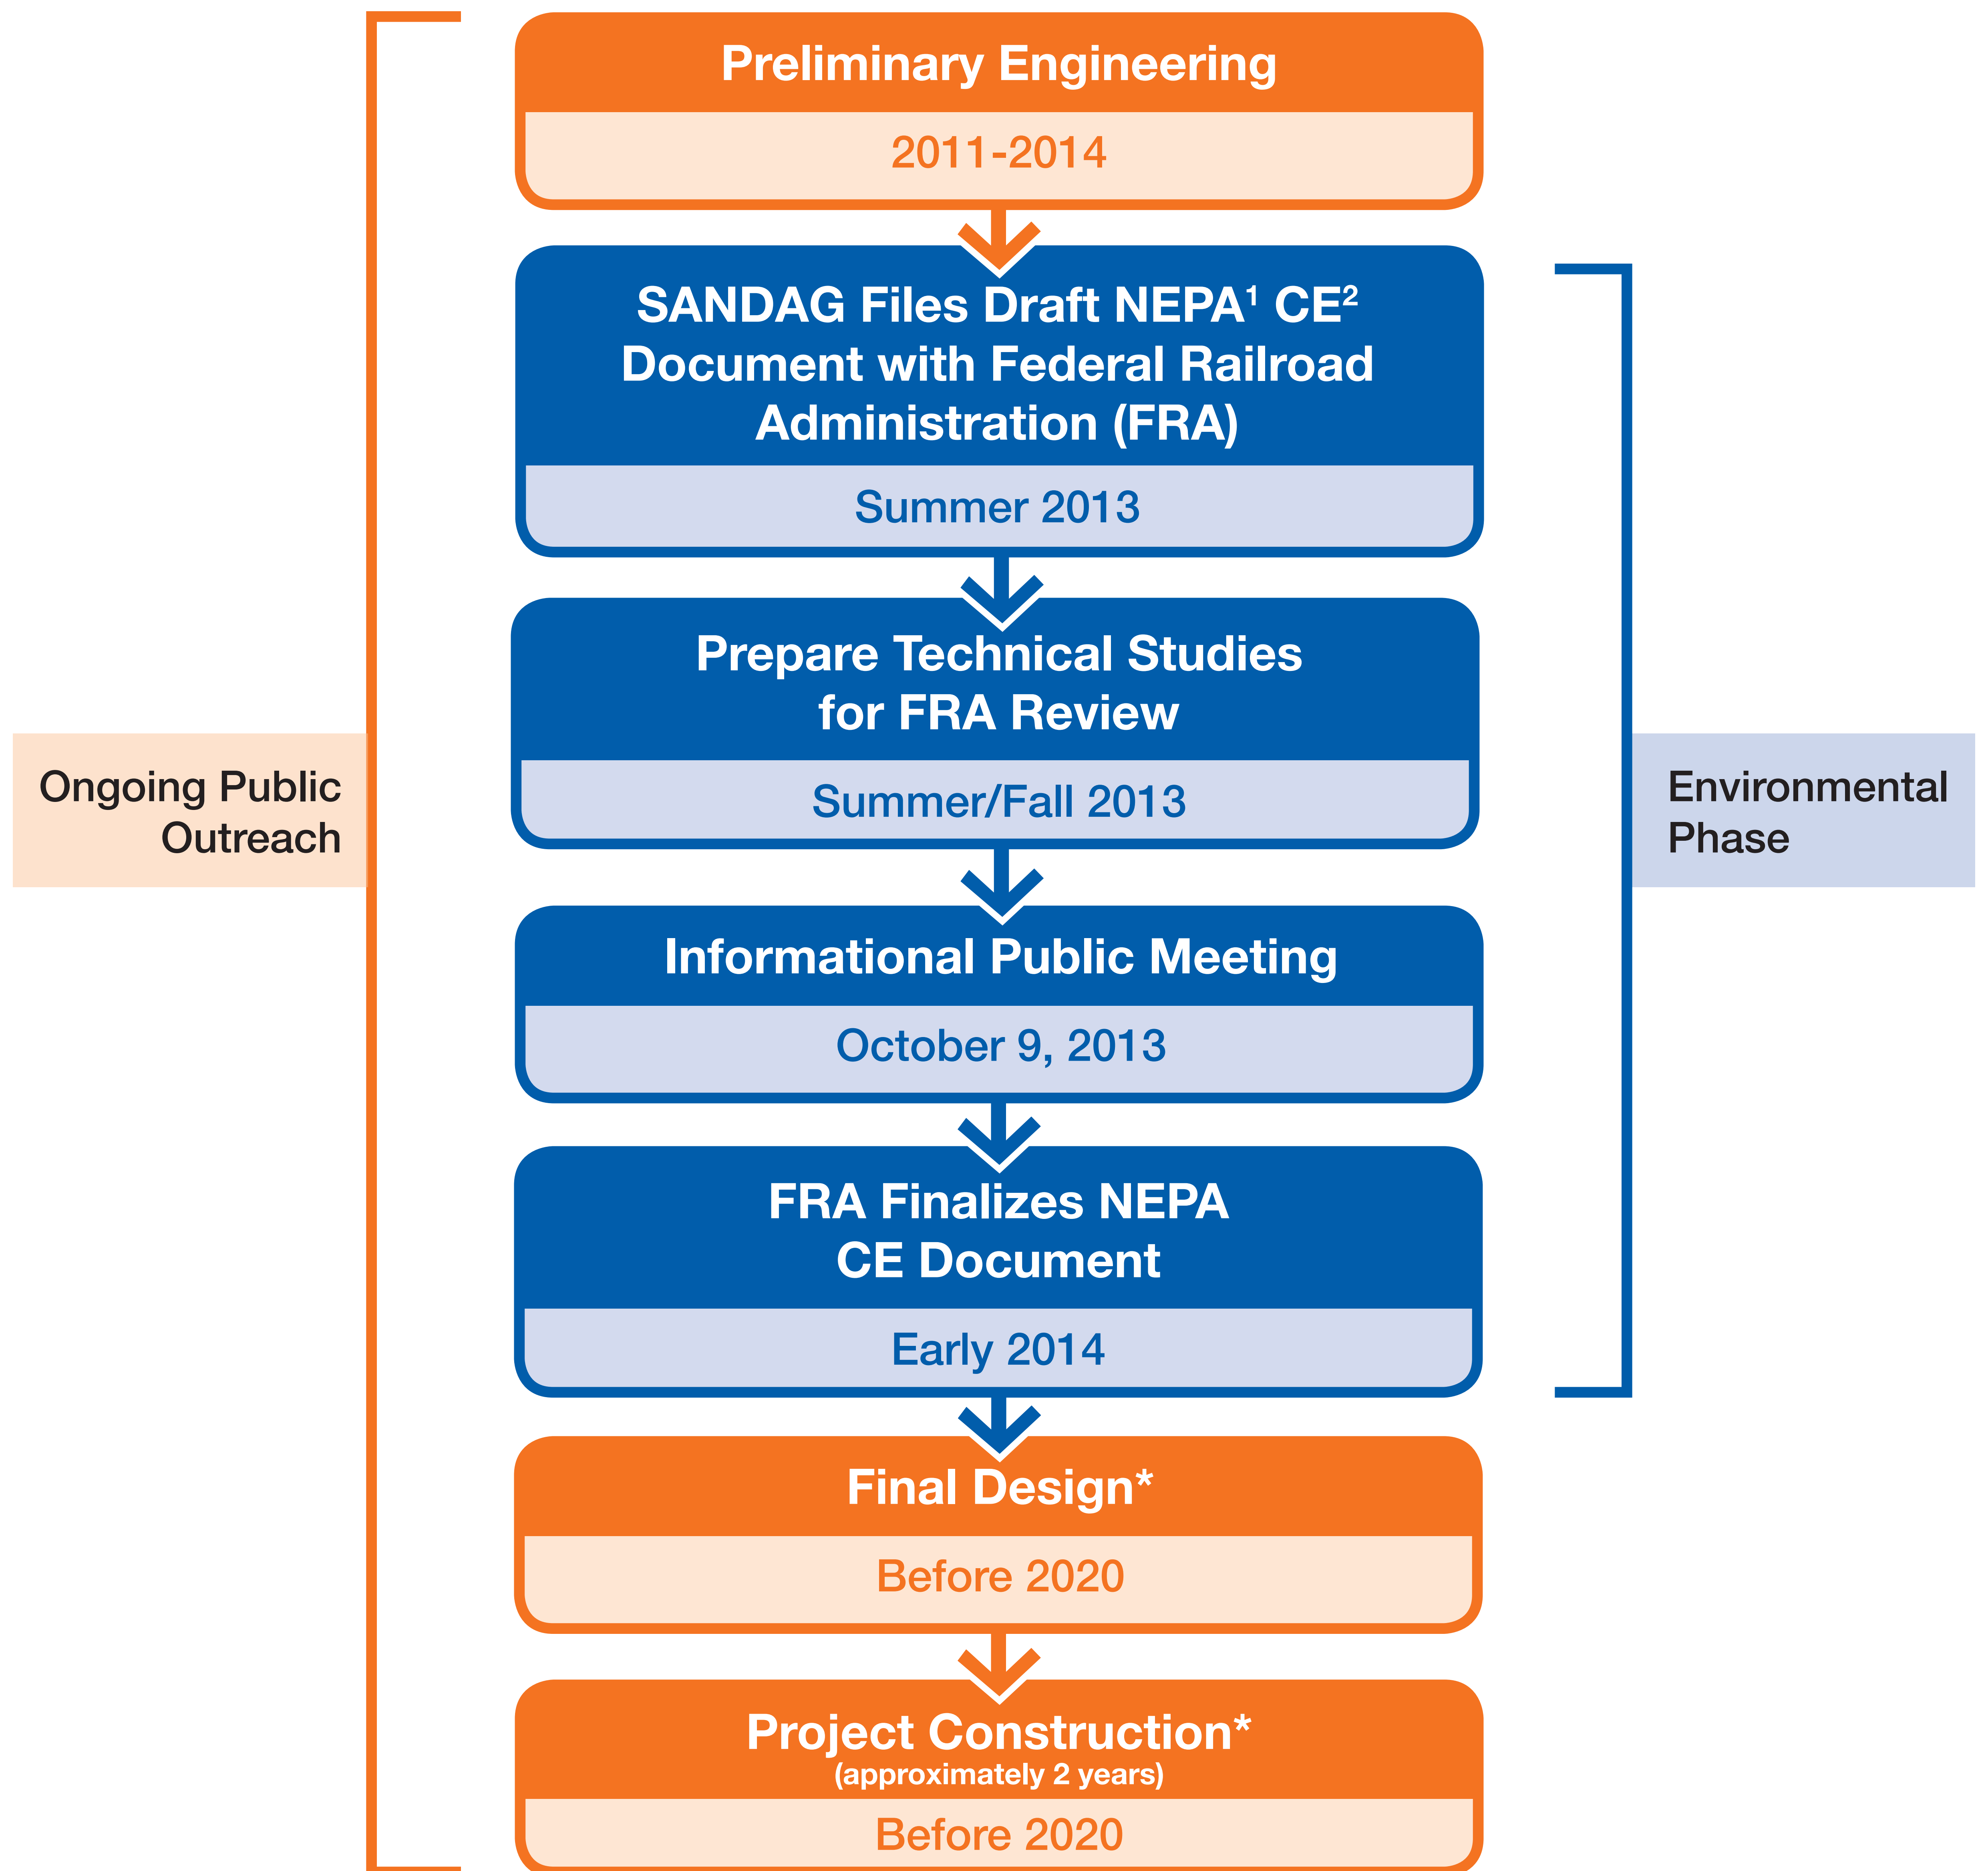 Preliminary Engineering
2011-2014
SANDAG Files Draft NEPA¹ CE²
Document with Federal Railroad
Administration (FRA)
Summer 2013
Prepare Technical Studies
for FRA Review
Summer/Fall 2013
Ongoing Public
Outreach
Environmental
Phase
Informational Public Meeting
October 9, 2013
FRA Finalizes NEPA
CE Document
Early 2014
Final Design*
Before 2020
Project Construction*
(approximately 2 years)
Before 2020